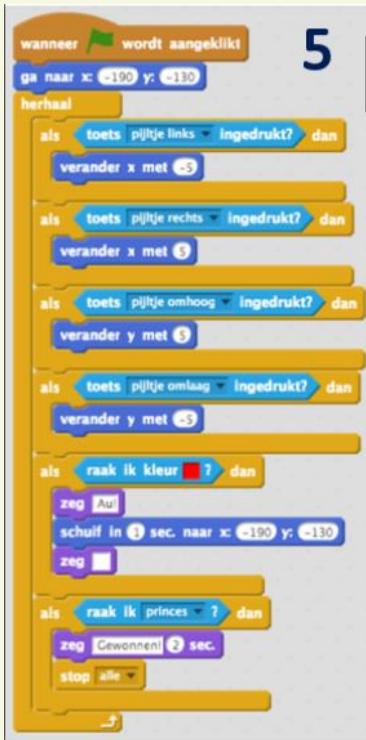 5
wanneer wordt aangeklikt
ga naar x: -190 y: -130
herhaal
als toets pijltje links ingedrukt? dan
verander x met -5
als toets pijltje rechts ingedrukt? dan
verander x met 5
als toets pijltje omhoog ingedrukt? dan
verander y met 5
als toets pijltje omlaag ingedrukt? dan
verander y met -5
als raak ik kleur ? dan
zeg Au!
schuif in 1 sec. naar x: -190 y: -130
zeg
als raak ik princes ? dan
zeg Gewonnen! 2 sec.
stop alle